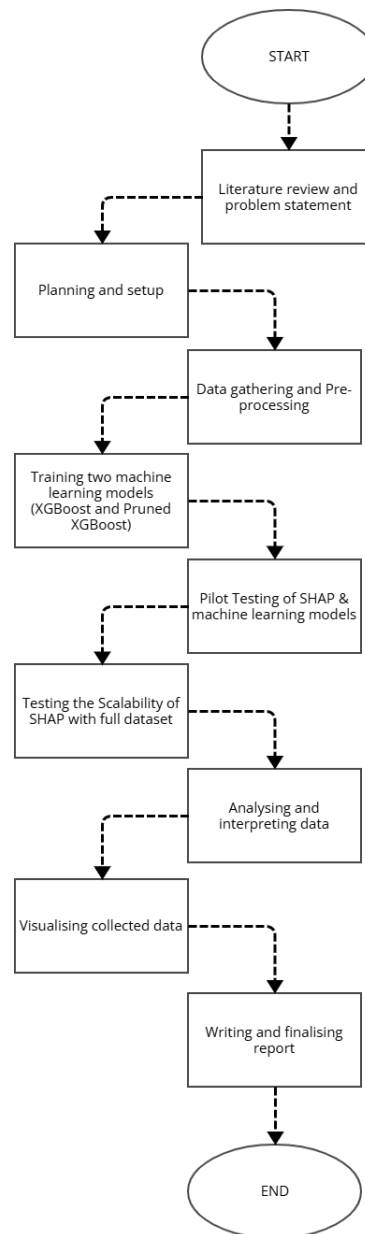 START
Literature review and
problem statement
Planning and setup
Data gathering and Pre-
processing
Training two machine
learning models
(XGBoost and Pruned
XGBoost)
Pilot Testing of SHAP &
machine learning models
Testing the Scalability of
SHAP with full dataset
Analysing and
interpreting data
Visualising collected data
Writing and finalising
report
END